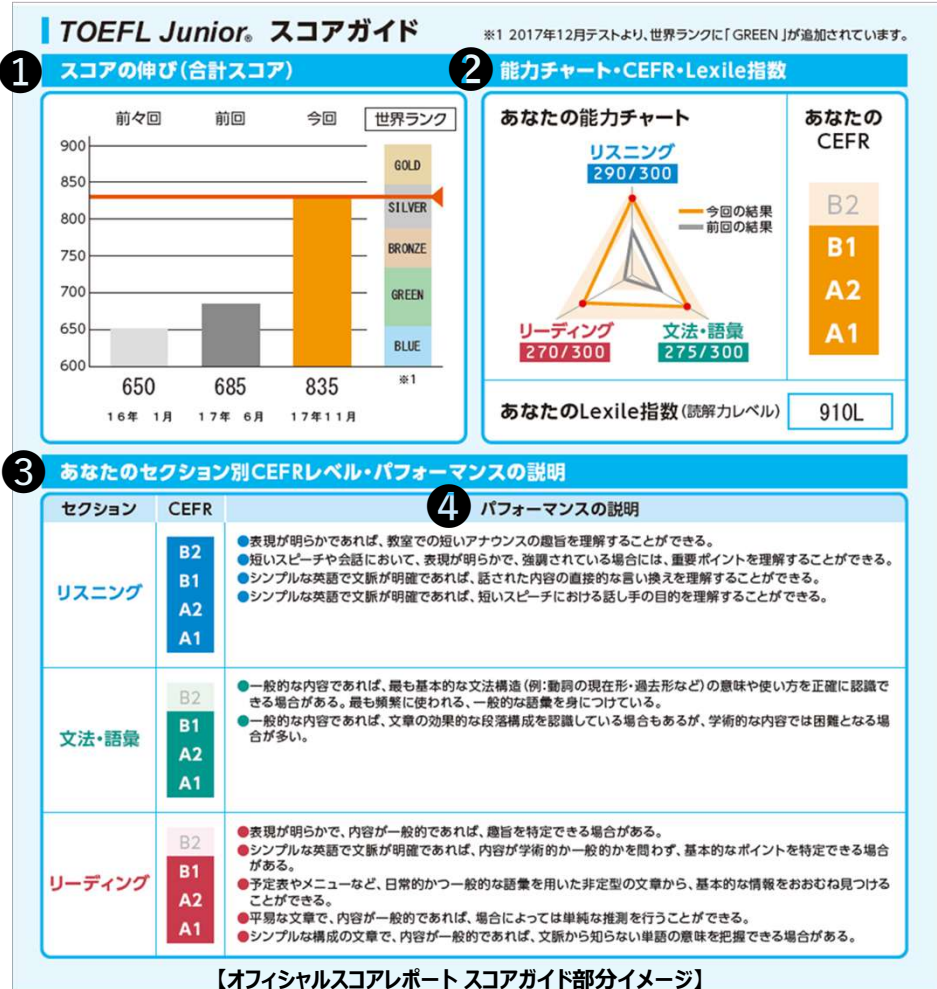 TOEFL Junior® スコアガイド
※1 2017年12月テストより、世界ランクに「GREEN」が追加されています。
❶ スコアの伸び(合計スコア)
前々回 前回 今回 世界ランク
900
850
800
750
700
650
600
GOLD
SILVER
BRONZE
GREEN
BLUE
650 685 835 ※1
16年 1月 17年 6月 17年11月
❷ 能力チャート・CEFR・Lexile指数
あなたの能力チャート
リスニング
290/300
今回の結果
前回の結果
リーディング
270/300
文法・語彙
275/300
あなたの
CEFR
B2
B1
A2
A1
あなたのLexile指数(読解力レベル) 910L
❸ あなたのセクション別CEFRレベル・パフォーマンスの説明
セクション CEFR ❹ パフォーマンスの説明
リスニング
B2
B1
A2
A1
●表現が明らかであれば、教室での短いアナウンスの趣旨を理解することができる。
●短いスピーチや会話において、表現が明らかで、強調されている場合には、重要ポイントを理解することができる。
●シンプルな英語で文脈が明確であれば、話された内容の直接的な言い換えを理解することができる。
●シンプルな英語で文脈が明確であれば、短いスピーチにおける話し手の目的を理解することができる。
文法・語彙
B2
B1
A2
A1
●一般的な内容であれば、最も基本的な文法構造(例:動詞の現在形・過去形など)の意味や使い方を正確に認識で
きる場合がある。最も頻繁に使われる、一般的な語彙を身につけている。
●一般的な内容であれば、文章の効果的な段落構成を認識している場合もあるが、学術的な内容では困難となる場
合が多い。
リーディング
B2
B1
A2
A1
●表現が明らかで、内容が一般的であれば、趣旨を特定できる場合がある。
●シンプルな英語で文脈が明確であれば、内容が学術的か一般的かを問わず、基本的なポイントを特定できる場合
がある。
●予定表やメニューなど、日常的かつ一般的な語彙を用いた非定型の文章から、基本的な情報をおおむね見つける
ことができる。
●平易な文章で、内容が一般的であれば、場合によっては単純な推測を行うことができる。
●シンプルな構成の文章で、内容が一般的であれば、文脈から知らない単語の意味を把握できる場合がある。
【オフィシャルスコアレポート スコアガイド部分イメージ】